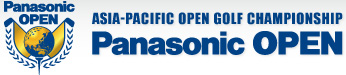 Panasonic
OPEN
ASIA-PACIFIC OPEN GOLF CHAMPIONSHIP
Panasonic OPEN